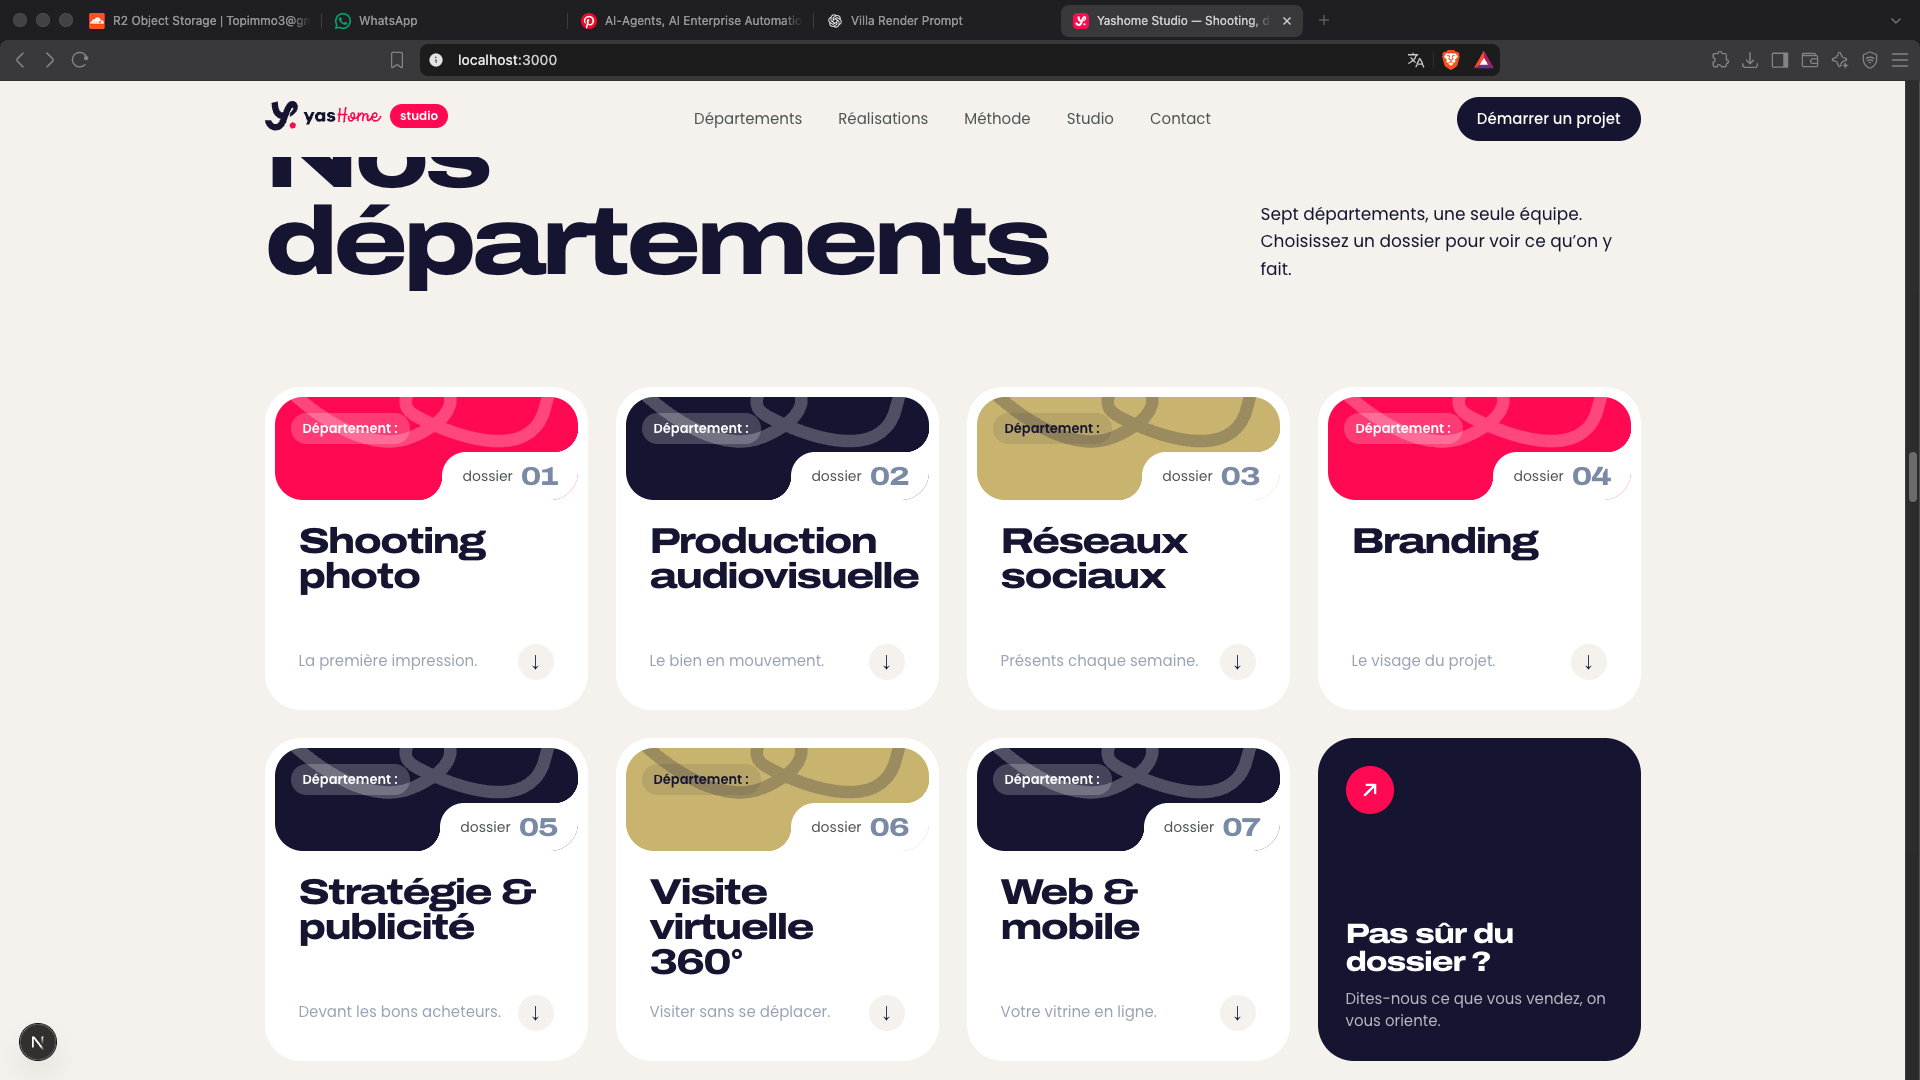 R2 Object Storage | Topimmo3@gm
WhatsApp
AI-Agents, AI Enterprise Automatio
Villa Render Prompt
Yashome Studio — Shooting, d
localhost:3000
yasHome studio
Départements
Réalisations
Méthode
Studio
Contact
Démarrer un projet
Nos
départements
Sept départements, une seule équipe.
Choisissez un dossier pour voir ce qu’on y
fait.
Département :
dossier 01
Shooting
photo
La première impression.
↓
Département :
dossier 02
Production
audiovisuelle
Le bien en mouvement.
↓
Département :
dossier 03
Réseaux
sociaux
Présents chaque semaine.
↓
Département :
dossier 04
Branding
Le visage du projet.
↓
Département :
dossier 05
Stratégie &
publicité
Devant les bons acheteurs.
↓
Département :
dossier 06
Visite
virtuelle
360°
Visiter sans se déplacer.
↓
Département :
dossier 07
Web &
mobile
Votre vitrine en ligne.
↓
Pas sûr du
dossier ?
Dites-nous ce que vous vendez, on
vous oriente.
N